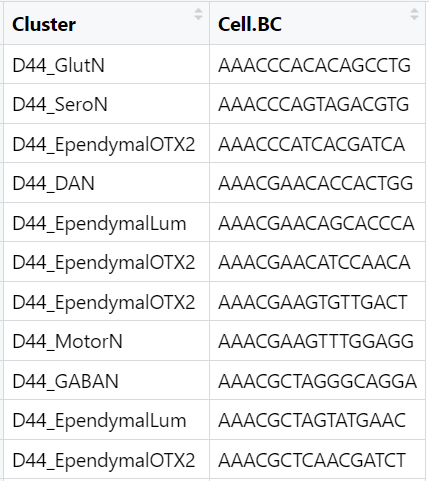 Cluster Cell.BC
D44_GlutN AAACCCACACAGCCTG
D44_SeroN AAACCCAGTAGACGTG
D44_EpendymalOTX2 AAACCCATCACGATCA
D44_DAN AAACGAACACCACTGG
D44_EpendymalLum AAACGAACAGCACCCA
D44_EpendymalOTX2 AAACGAACATCCAACA
D44_EpendymalOTX2 AAACGAAGTGTTGACT
D44_MotorN AAACGAAGTTTGGAGG
D44_GABAN AAACGCTAGGGCAGGA
D44_EpendymalLum AAACGCTAGTATGAAC
D44_EpendymalOTX2 AAACGCTCAACGATCT